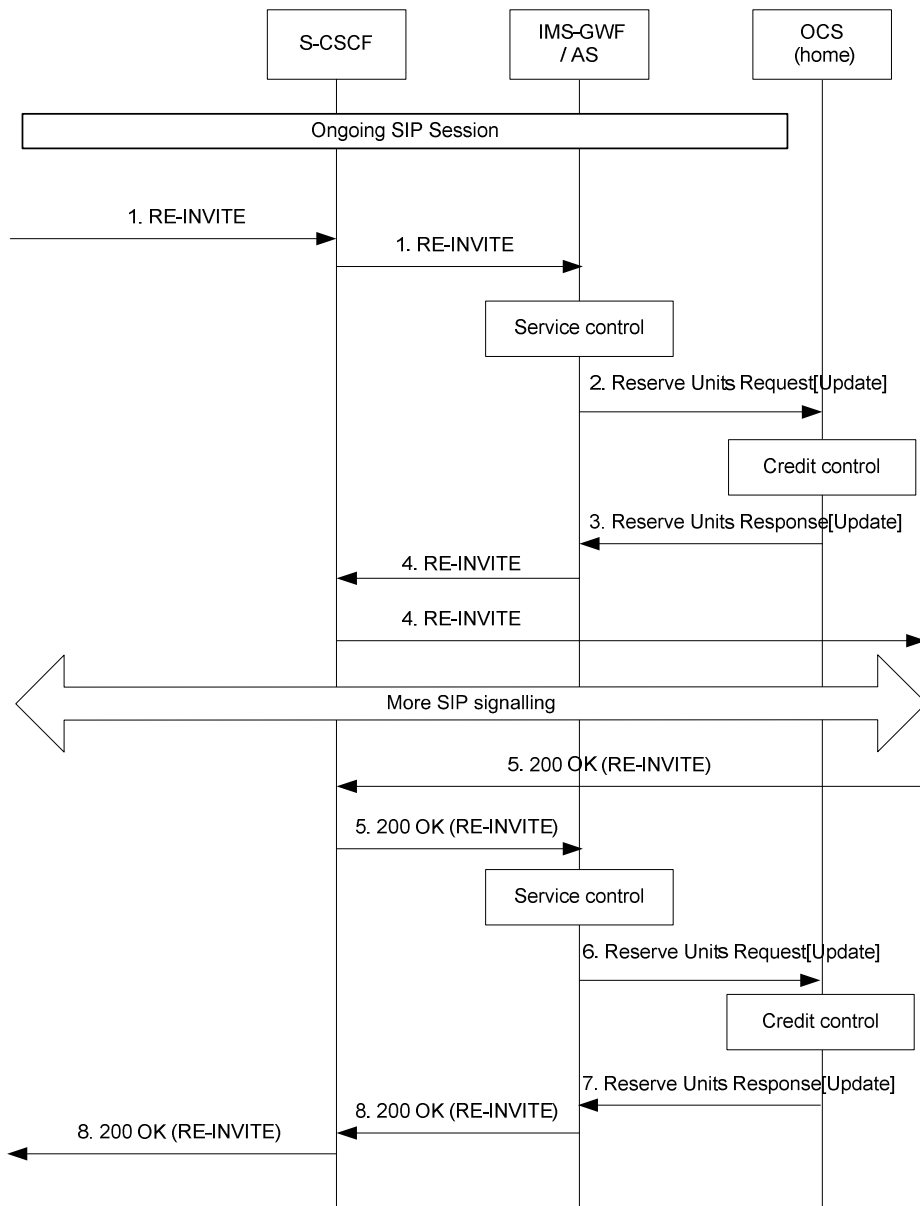 S-CSCF
IMS-GWF
/ AS
OCS
(home)
Ongoing SIP Session
1. RE-INVITE
1. RE-INVITE
Service control
2. Reserve Units Request[Update]
Credit control
3. Reserve Units Response[Update]
4. RE-INVITE
4. RE-INVITE
More SIP signalling
5. 200 OK (RE-INVITE)
5. 200 OK (RE-INVITE)
Service control
6. Reserve Units Request[Update]
Credit control
7. Reserve Units Response[Update]
8. 200 OK (RE-INVITE)
8. 200 OK (RE-INVITE)